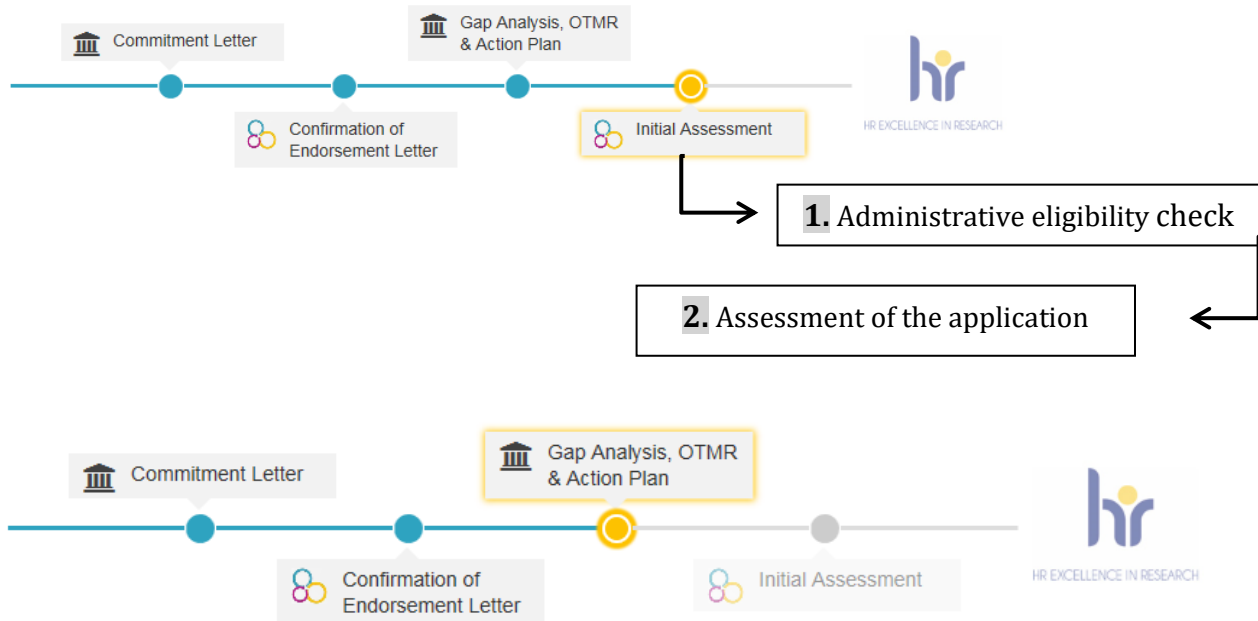 Commitment Letter
Gap Analysis, OTMR
& Action Plan
Confirmation of
Endorsement Letter
Initial Assessment
hr
HR EXCELLENCE IN RESEARCH
1. Administrative eligibility check
2. Assessment of the application
Commitment Letter
Gap Analysis, OTMR
& Action Plan
Confirmation of
Endorsement Letter
Initial Assessment
hr
HR EXCELLENCE IN RESEARCH